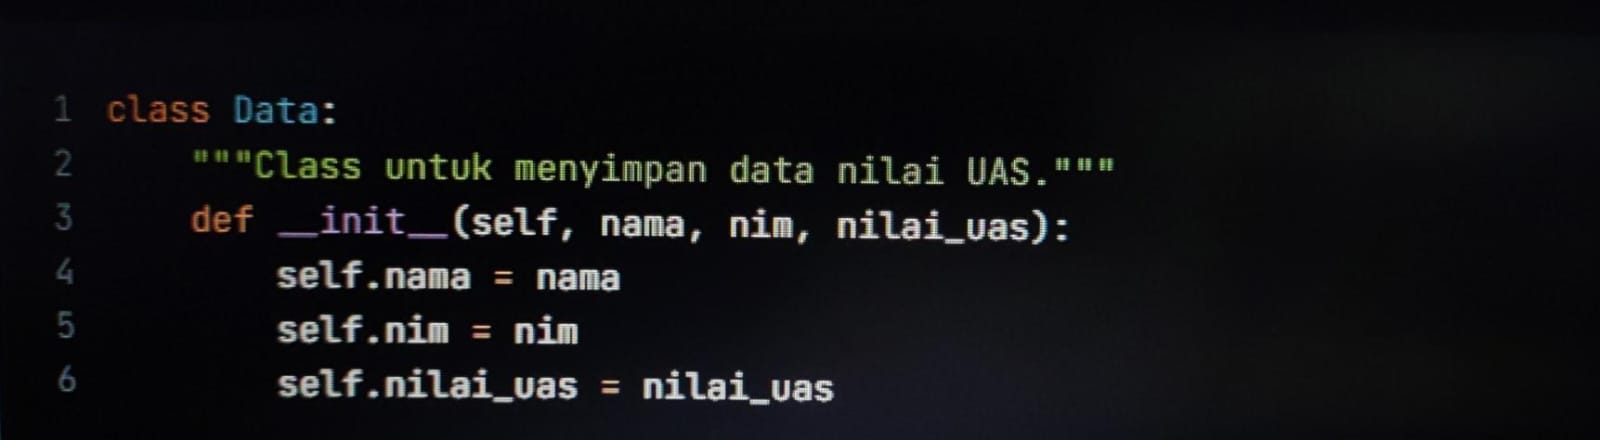 1 class Data:
2 """Class untuk menyimpan data nilai UAS."""
3 def __init__(self, nama, nim, nilai_uas):
4 self.nama = nama
5 self.nim = nim
6 self.nilai_uas = nilai_uas